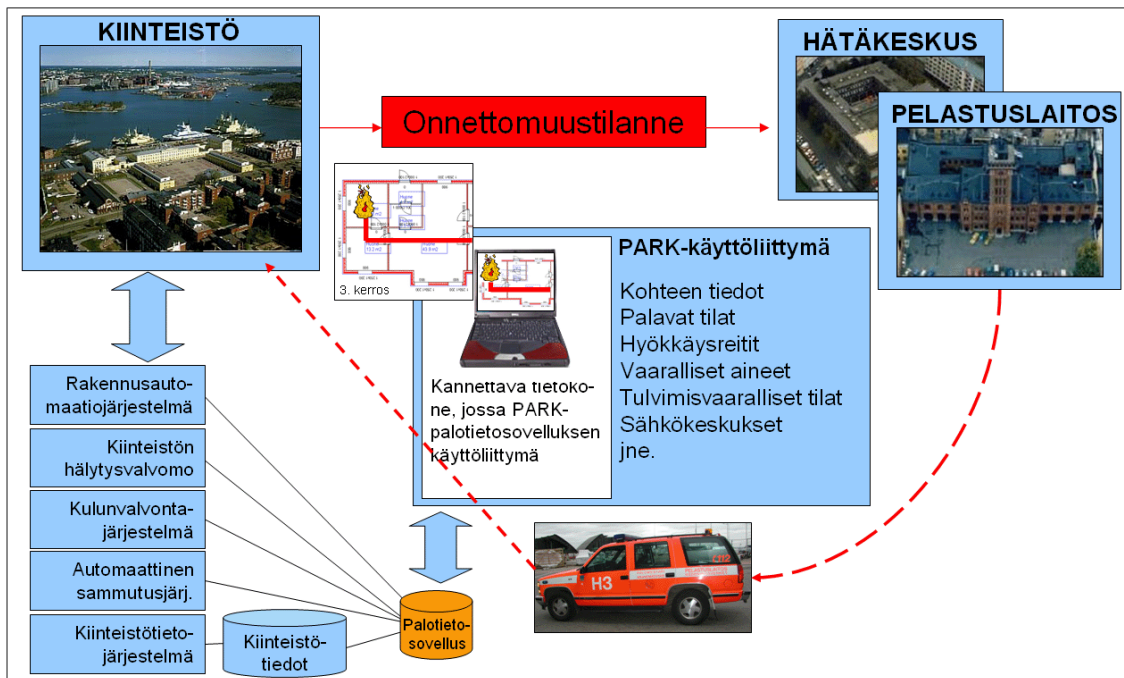 KIINTEISTÖ
HÄTÄKESKUS
PELASTUSLAITOS
Onnettomuustilanne
3. kerros
PARK-käyttöliittymä
Kohteen tiedot
Palavat tilat
Hyökkäysreitit
Vaaralliset aineet
Tulvimisvaaralliset tilat
Sähkökeskukset
jne.
Kannettava tietoko-
ne, jossa PARK-
palotietosovelluksen
käyttöliittymä
Rakennusauto-
maatiojärjestelmä
Kiinteistön
hälytysvalvomo
Kulunvalvonta-
järjestelmä
Automaattinen
sammutusjärj.
Kiinteistötieto-
järjestelmä
Kiinteistö-
tiedot
Palotieto-
sovellus
H3